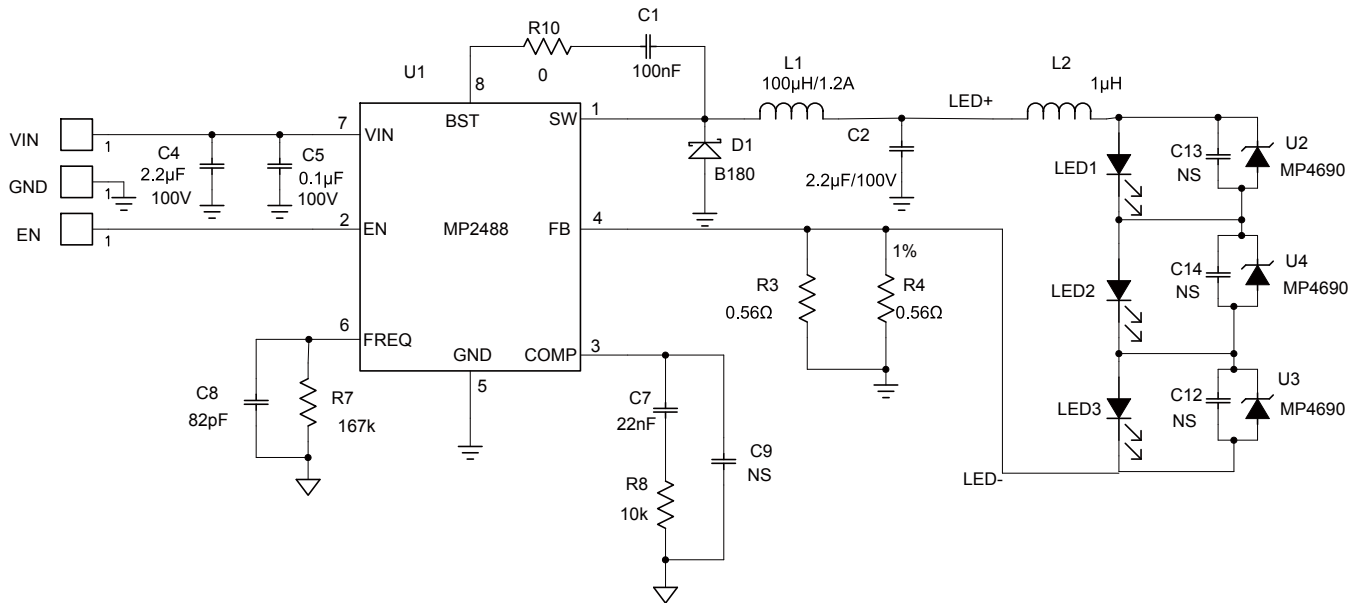 R10
0
C1
100nF
U1
8
BST
L1
100µH/1.2A
L2
1µH
LED+
VIN
1
7
VIN
SW
1
C4
2.2µF
100V
C5
0.1µF
100V
D1
B180
C2
2.2µF/100V
LED1
C13
NS
U2
MP4690
GND
1
EN
1
2
EN
MP2488
FB
4
1%
R3
0.56Ω
R4
0.56Ω
LED2
C14
NS
U4
MP4690
6
FREQ
GND
5
COMP
3
C8
82pF
R7
167k
C7
22nF
C9
NS
R8
10k
LED3
C12
NS
U3
MP4690
LED-